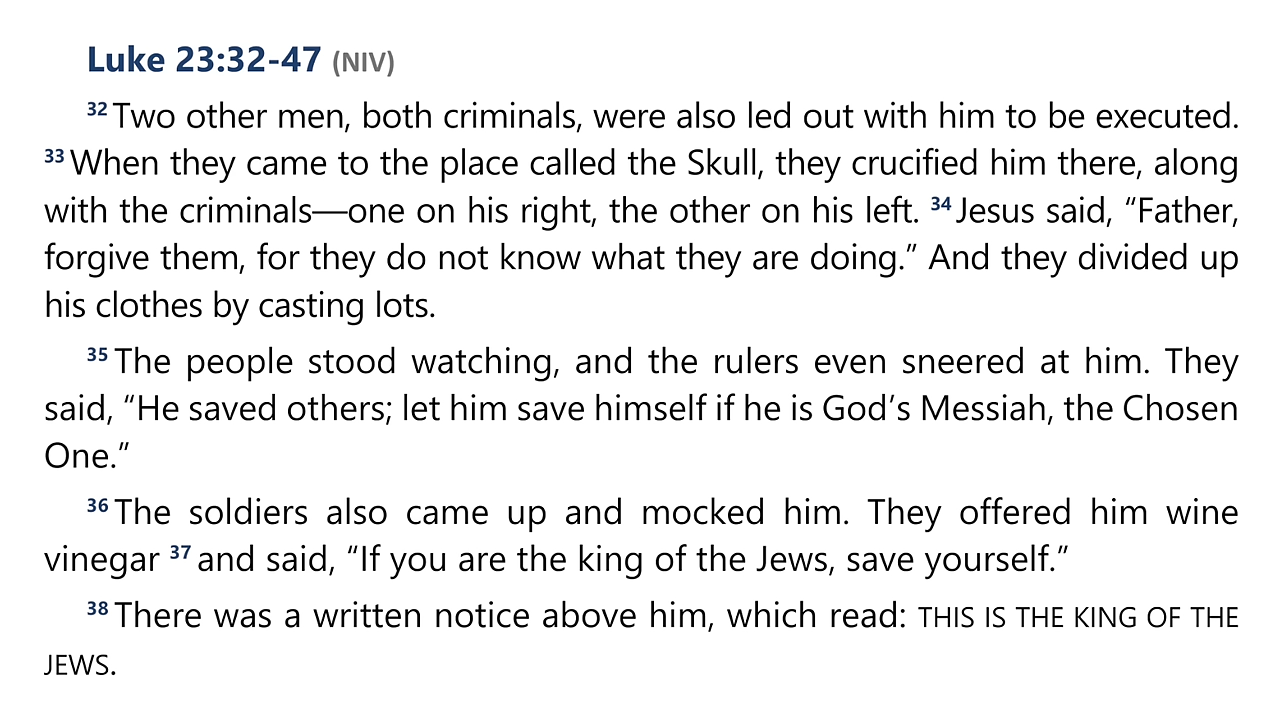 Luke 23:32-47 (NIV)
32 Two other men, both criminals, were also led out with him to be executed.
33 When they came to the place called the Skull, they crucified him there, along
with the criminals—one on his right, the other on his left. 34 Jesus said, “Father,
forgive them, for they do not know what they are doing.” And they divided up
his clothes by casting lots.
35 The people stood watching, and the rulers even sneered at him. They
said, “He saved others; let him save himself if he is God’s Messiah, the Chosen
One.”
36 The soldiers also came up and mocked him. They offered him wine
vinegar 37 and said, “If you are the king of the Jews, save yourself.”
38 There was a written notice above him, which read: THIS IS THE KING OF THE
JEWS.